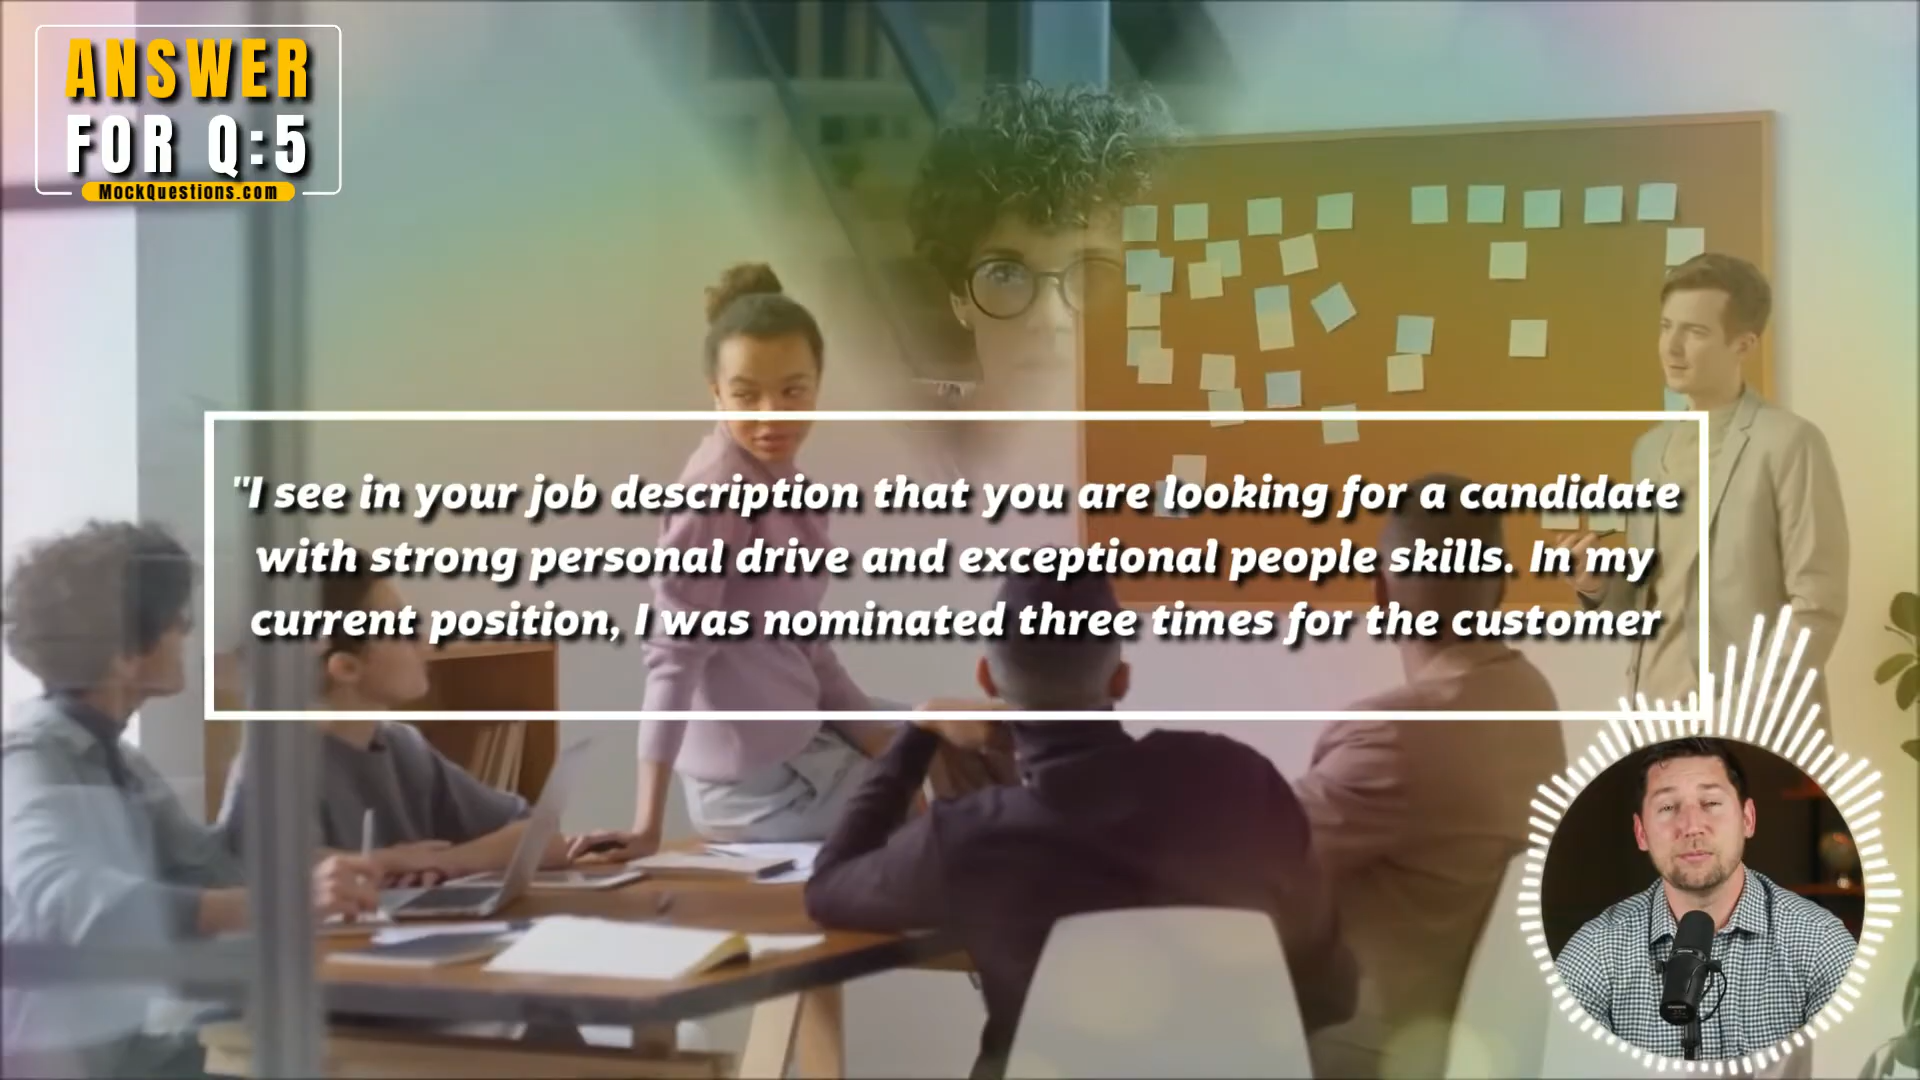 ANSWER
FOR Q:5
MockQuestions.com
"I see in your job description that you are looking for a candidate
with strong personal drive and exceptional people skills. In my
current position, I was nominated three times for the customer